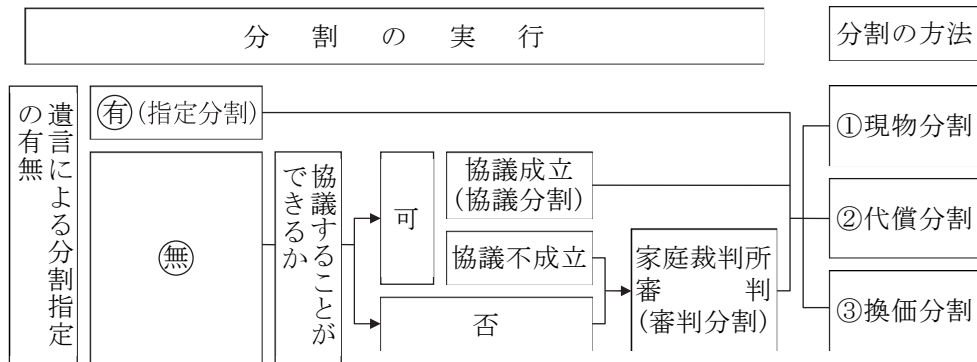 分割の実行
分割の方法
遺言による分割指定
の有無
有(指定分割)
無
協議することが
できるか
可
否
協議成立
(協議分割)
協議不成立
家庭裁判所
審判
(審判分割)
①現物分割
②代償分割
③換価分割